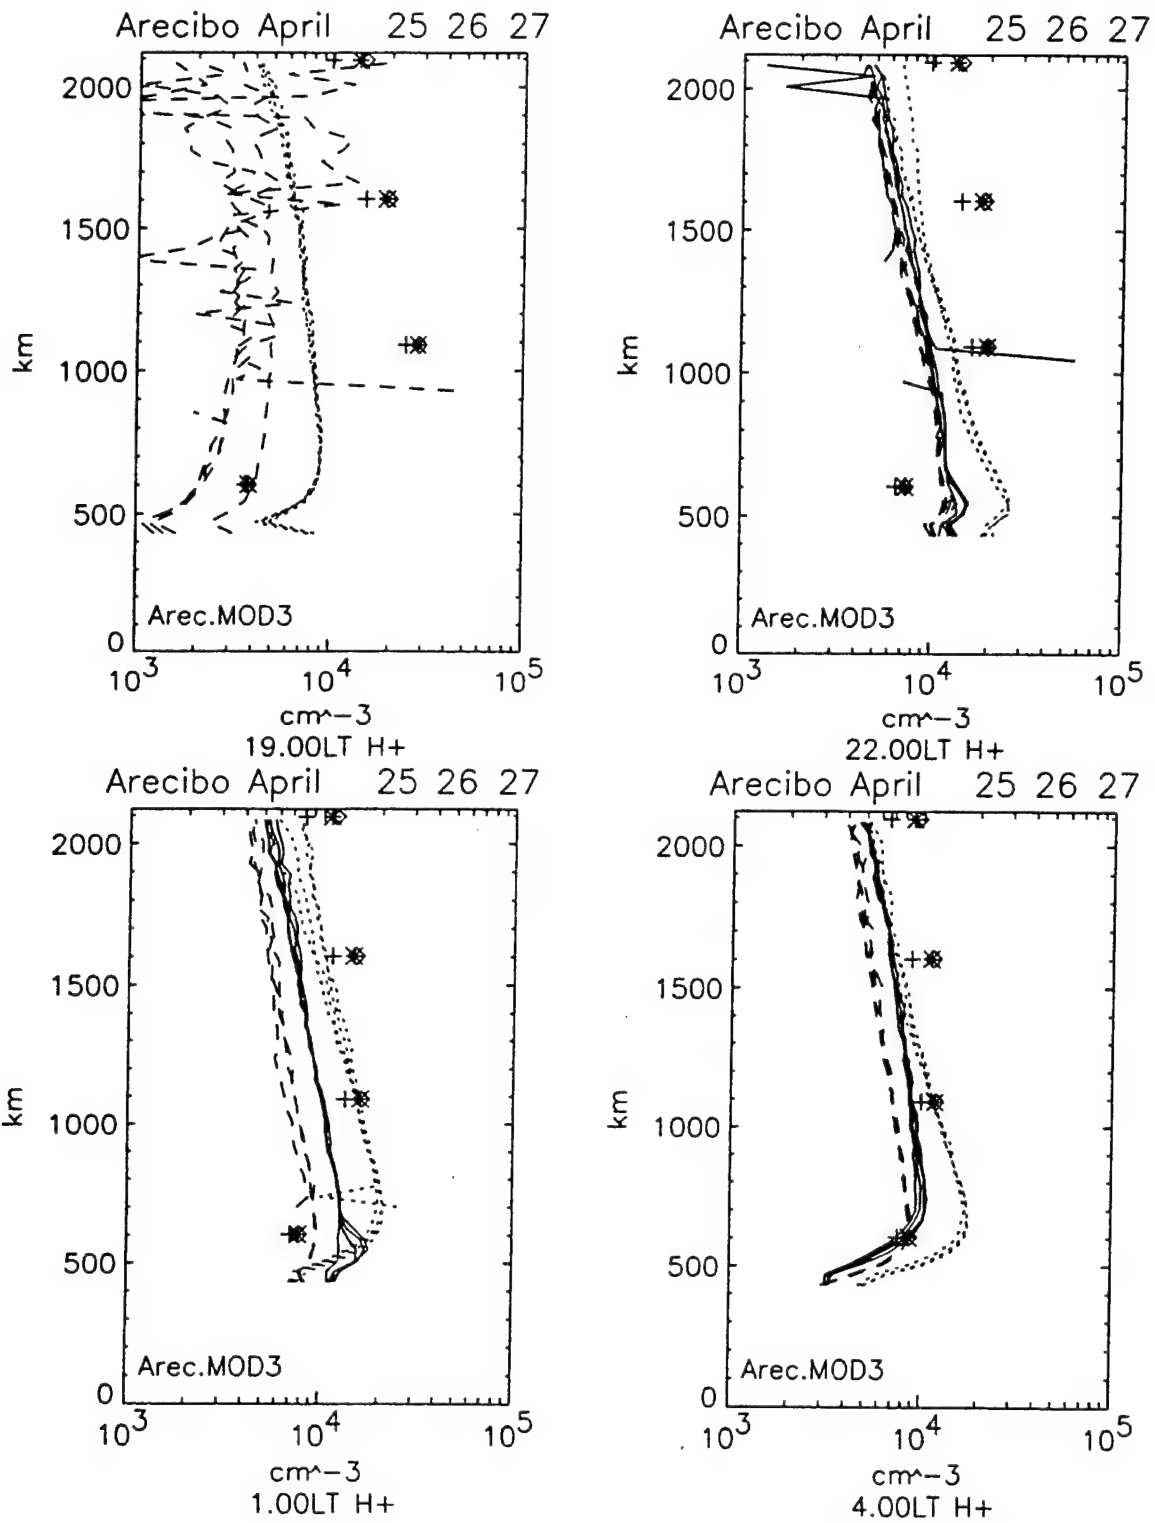 Arecibo April 25 26 27
2000
1500
km
1000
500
Arec.MOD3
0
10^3 10^4 10^5
cm^-3
19.00LT H+
Arecibo April 25 26 27
2000
1500
km
1000
500
Arec.MOD3
0
10^3 10^4 10^5
cm^-3
22.00LT H+
Arecibo April 25 26 27
2000
1500
km
1000
500
Arec.MOD3
0
10^3 10^4 10^5
cm^-3
1.00LT H+
Arecibo April 25 26 27
2000
1500
km
1000
500
Arec.MOD3
0
10^3 10^4 10^5
cm^-3
4.00LT H+